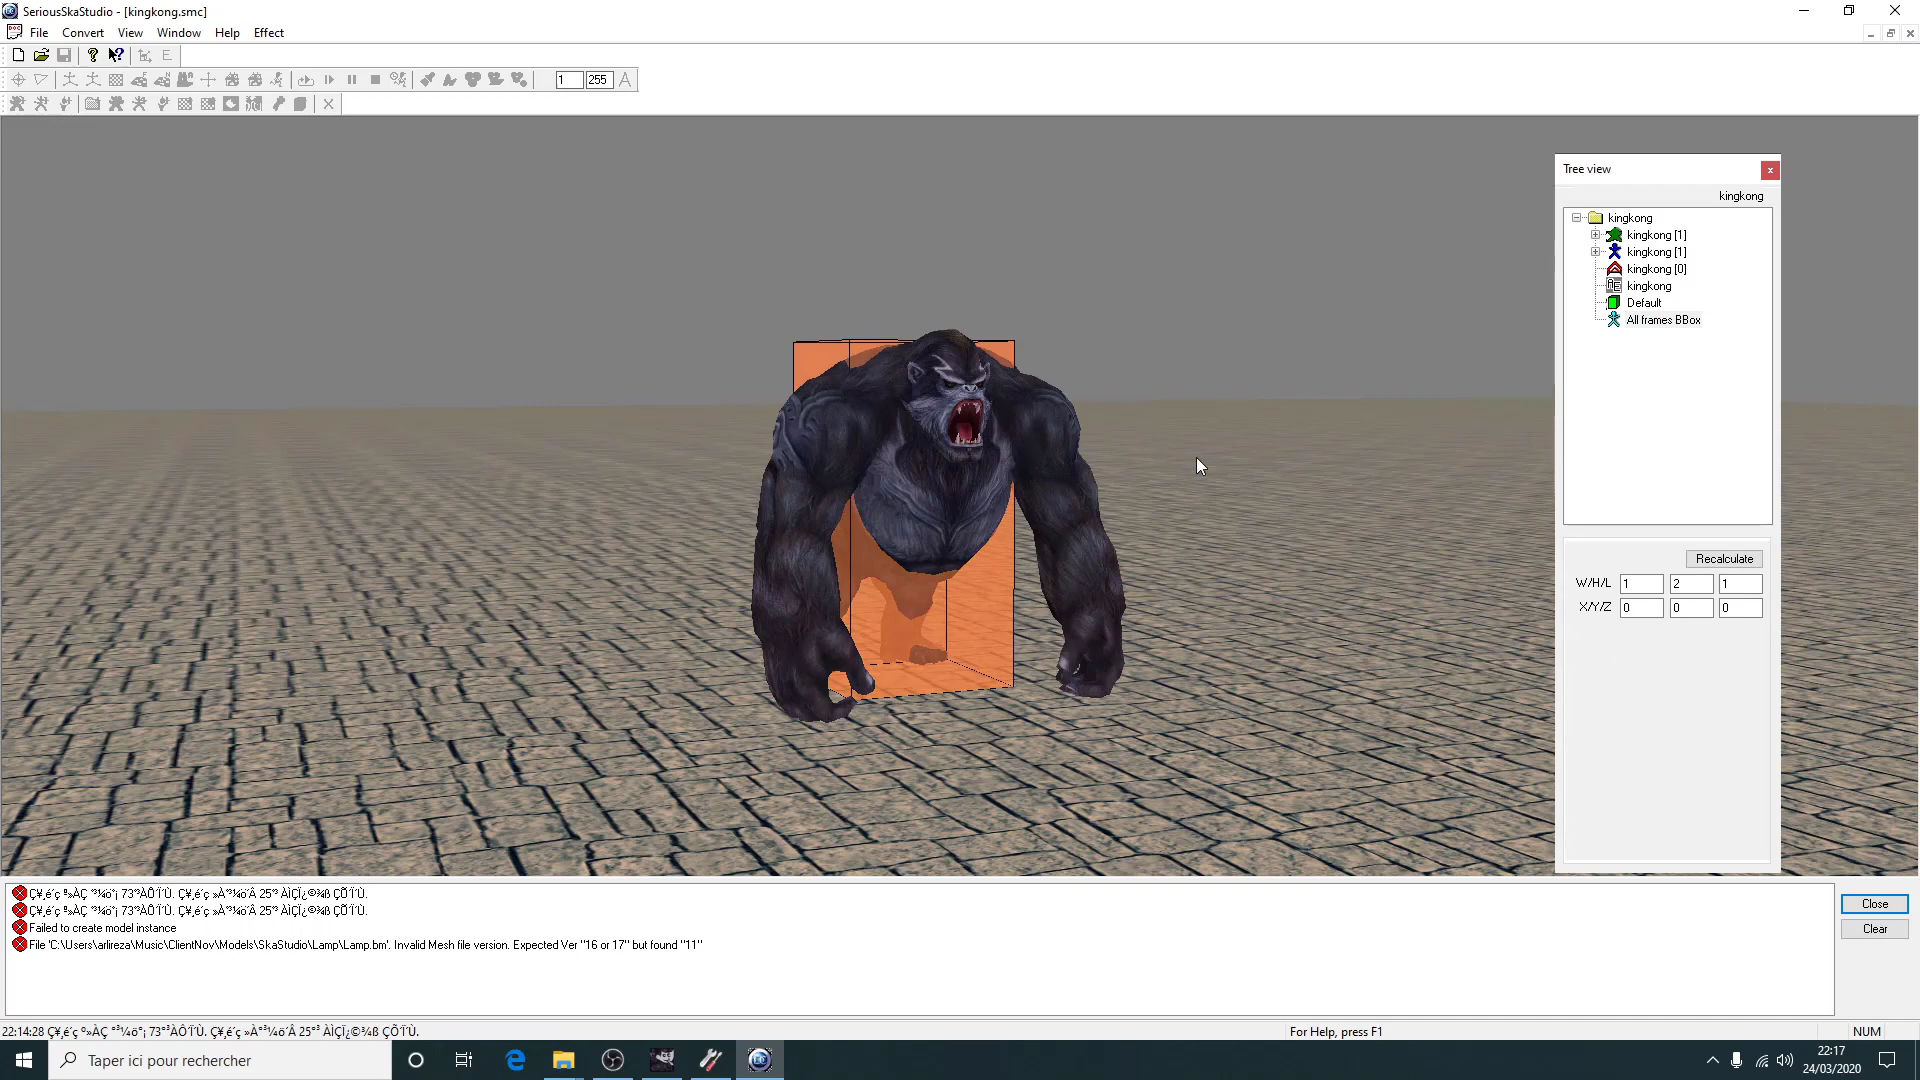 SeriousSkaStudio - [kingkong.smc]
File Convert View Window Help Effect
1 255
Tree view
kingkong
kingkong
kingkong [1]
kingkong [1]
kingkong [0]
kingkong
Default
All frames BBox
Recalculate
W/H/L 1 2 1
X/Y/Z 0 0 0
Failed to create model instance
File 'C:\Users\arlireza\Music\ClientNov\Models\SkaStudio\Lamp\Lamp.bm'. Invalid Mesh file version. Expected Ver "16 or 17" but found "11"
Close
Clear
22:14:28
For Help, press F1
NUM
Taper ici pour rechercher
22:17
24/03/2020